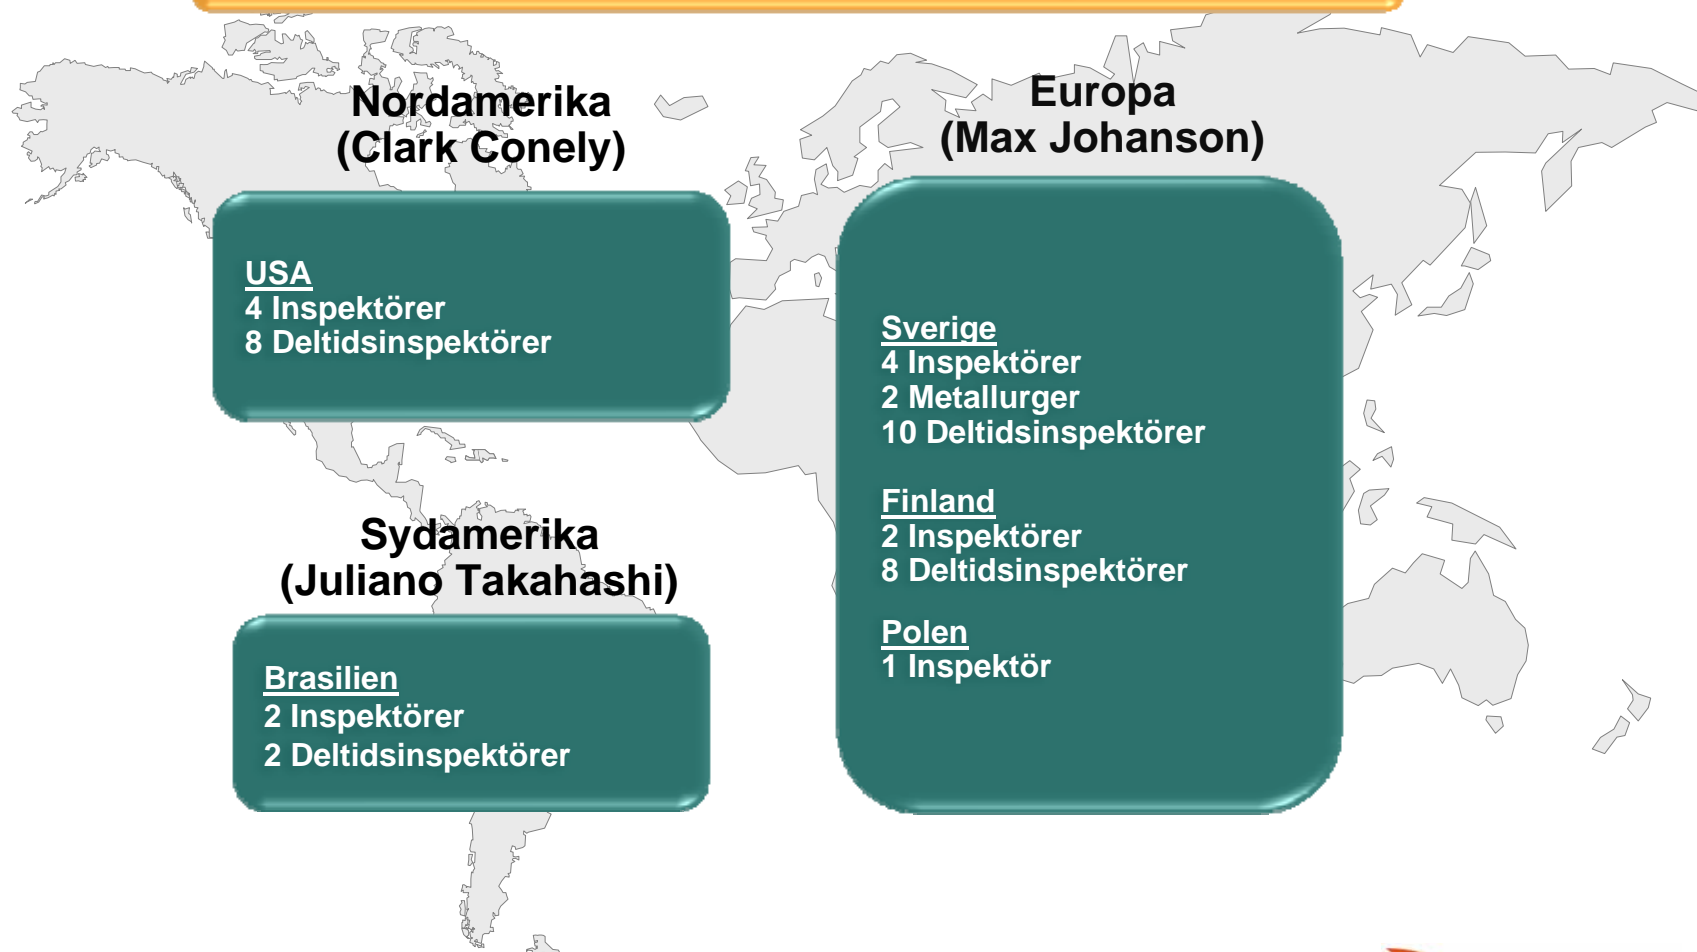 Nordamerika
(Clark Conely)
USA
4 Inspektörer
8 Deltidsinspektörer
Sydamerika
(Juliano Takahashi)
Brasilien
2 Inspektörer
2 Deltidsinspektörer
Europa
(Max Johanson)
Sverige
4 Inspektörer
2 Metallurger
10 Deltidsinspektörer
Finland
2 Inspektörer
8 Deltidsinspektörer
Polen
1 Inspektör